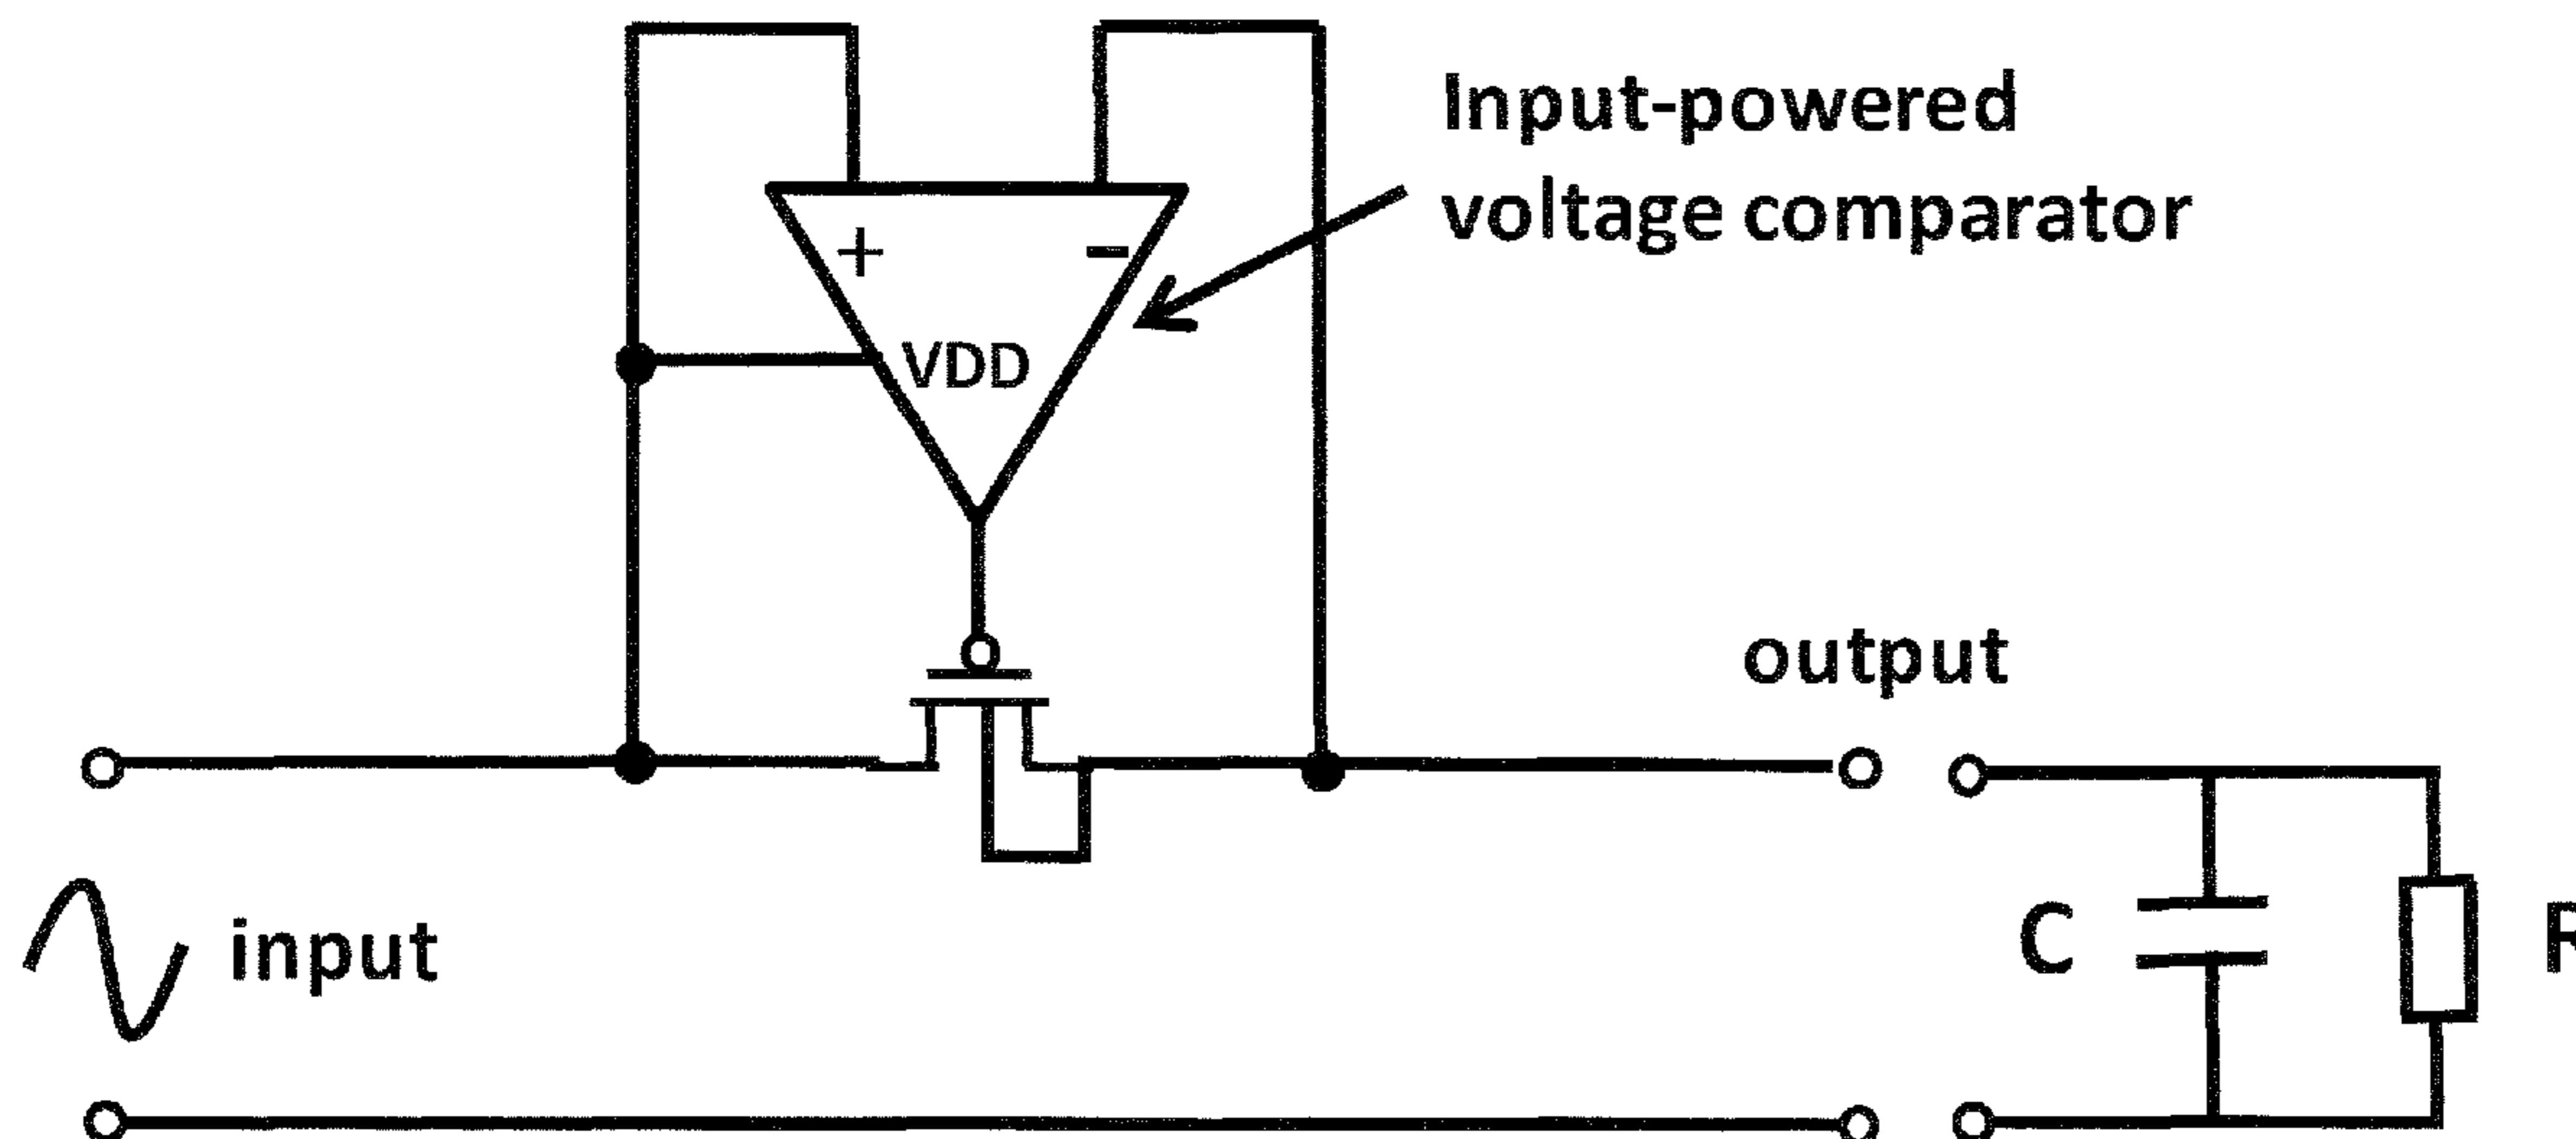 Input-powered
voltage comparator
+
-
VDD
output
input
C
R